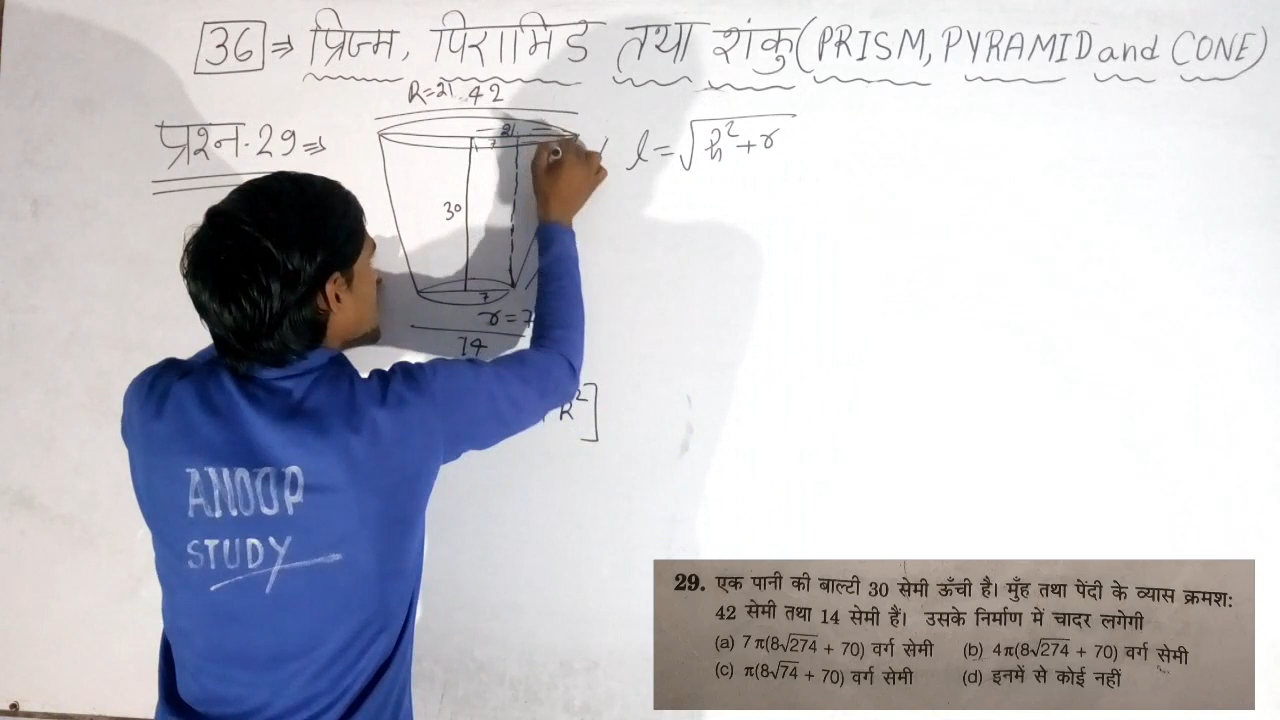 36 ⇒ प्रिज्म, पिरामिड तथा शंकु (PRISM, PYRAMID and CONE)
R=21 42
प्रश्न.29⇒
21
7
l = √h²+r
30
7
r=7
14
R²]
ANOOP
STUDY
29. एक पानी की बाल्टी 30 सेमी ऊँची है। मुँह तथा पेंदी के व्यास क्रमश:
42 सेमी तथा 14 सेमी हैं। उसके निर्माण में चादर लगेगी
(a) 7π(8√274 + 70) वर्ग सेमी (b) 4π(8√274 + 70) वर्ग सेमी
(c) π(8√74 + 70) वर्ग सेमी (d) इनमें से कोई नहीं